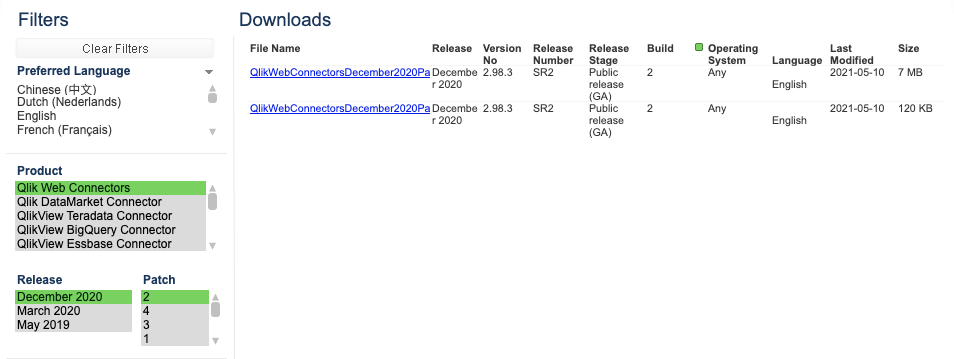 Filters
Clear Filters
Preferred Language
Chinese (中文)
Dutch (Nederlands)
English
French (Français)
Product
Qlik Web Connectors
Qlik DataMarket Connector
QlikView Teradata Connector
QlikView BigQuery Connector
QlikView Essbase Connector
Release
December 2020
March 2020
May 2019
Patch
2
4
3
1
Downloads
File Name Release Version No Release Number Release Stage Build Operating System Language Last Modified Size
QlikWebConnectorsDecember2020Pa December 2020 2.98.3 SR2 Public release (GA) 2 Any English 2021-05-10 7 MB
QlikWebConnectorsDecember2020Pa December 2020 2.98.3 SR2 Public release (GA) 2 Any English 2021-05-10 120 KB